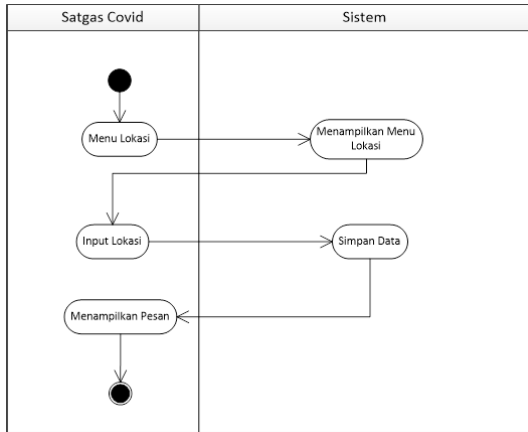 Satgas Covid
Sistem
Menu Lokasi
Menampilkan Menu
Lokasi
Input Lokasi
Simpan Data
Menampilkan Pesan